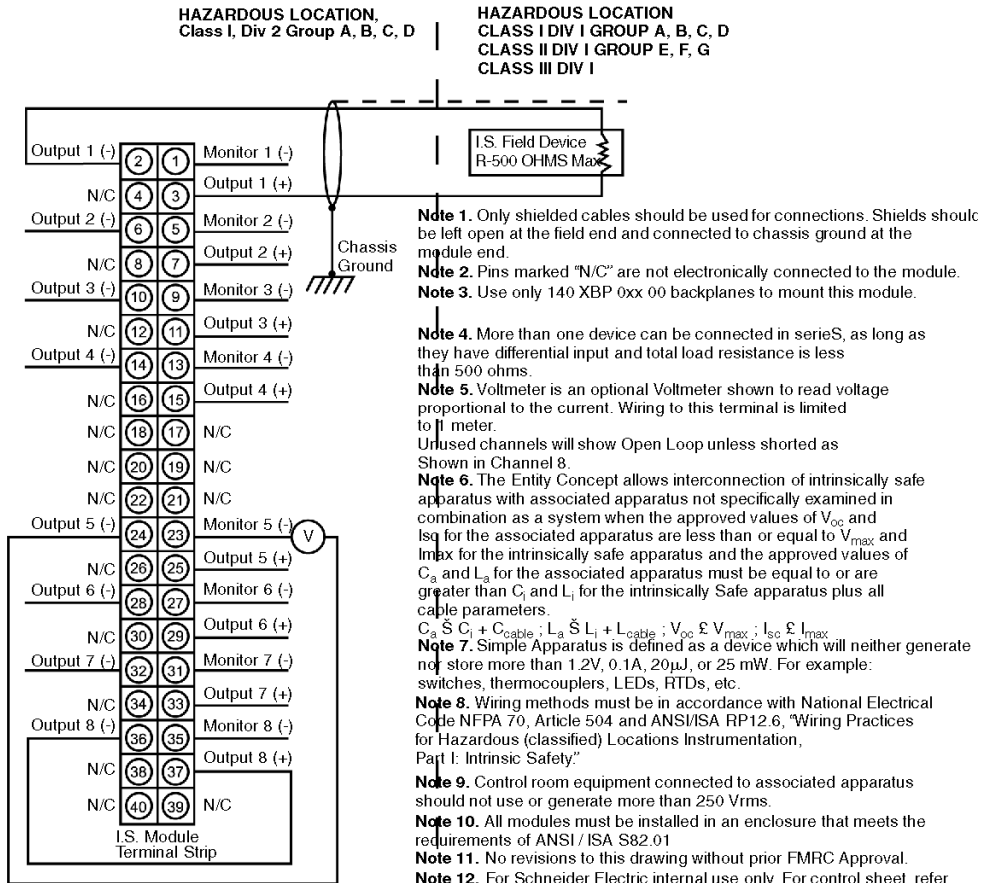 HAZARDOUS LOCATION,
Class I, Div 2 Group A, B, C, D
HAZARDOUS LOCATION
CLASS I DIV I GROUP A, B, C, D
CLASS II DIV I GROUP E, F, G
CLASS III DIV I
I.S. Field Device
R-500 OHMS Max
Output 1 (-) 2 1 Monitor 1 (-)
N/C 4 3 Output 1 (+)
Output 2 (-) 6 5 Monitor 2 (-)
N/C 8 7 Output 2 (+)
Output 3 (-) 10 9 Monitor 3 (-)
N/C 12 11 Output 3 (+)
Output 4 (-) 14 13 Monitor 4 (-)
N/C 16 15 Output 4 (+)
N/C 18 17 N/C
N/C 20 19 N/C
N/C 22 21 N/C
Output 5 (-) 24 23 Monitor 5 (-) V
N/C 26 25 Output 5 (+)
Output 6 (-) 28 27 Monitor 6 (-)
N/C 30 29 Output 6 (+)
Output 7 (-) 32 31 Monitor 7 (-)
N/C 34 33 Output 7 (+)
Output 8 (-) 36 35 Monitor 8 (-)
N/C 38 37 Output 8 (+)
N/C 40 39 N/C
I.S. Module
Terminal Strip
Chassis
Ground
Note 1. Only shielded cables should be used for connections. Shields should
be left open at the field end and connected to chassis ground at the
module end.
Note 2. Pins marked "N/C" are not electronically connected to the module.
Note 3. Use only 140 XBP 0xx 00 backplanes to mount this module.
Note 4. More than one device can be connected in serieS, as long as
they have differential input and total load resistance is less
than 500 ohms.
Note 5. Voltmeter is an optional Voltmeter shown to read voltage
proportional to the current. Wiring to this terminal is limited
to 1 meter.
Unused channels will show Open Loop unless shorted as
Shown in Channel 8.
Note 6. The Entity Concept allows interconnection of intrinsically safe
apparatus with associated apparatus not specifically examined in
combination as a system when the approved values of Voc and
Isc for the associated apparatus are less than or equal to Vmax and
Imax for the intrinsically safe apparatus and the approved values of
Ca and La for the associated apparatus must be equal to or are
greater than Ci and Li for the intrinsically Safe apparatus plus all
cable parameters.
Ca Š Ci + Ccable ; La Š Li + Lcable ; Voc £ Vmax ; Isc £ Imax
Note 7. Simple Apparatus is defined as a device which will neither generate
nor store more than 1.2V, 0.1A, 20µJ, or 25 mW. For example:
switches, thermocouplers, LEDs, RTDs, etc.
Note 8. Wiring methods must be in accordance with National Electrical
Code NFPA 70, Article 504 and ANSI/ISA RP12.6, "Wiring Practices
for Hazardous (classified) Locations Instrumentation,
Part I: Intrinsic Safety."
Note 9. Control room equipment connected to associated apparatus
should not use or generate more than 250 Vrms.
Note 10. All modules must be installed in an enclosure that meets the
requirements of ANSI / ISA S82.01
Note 11. No revisions to this drawing without prior FMRC Approval.
Note 12. For Schneider Electric internal use only. For control sheet, refer